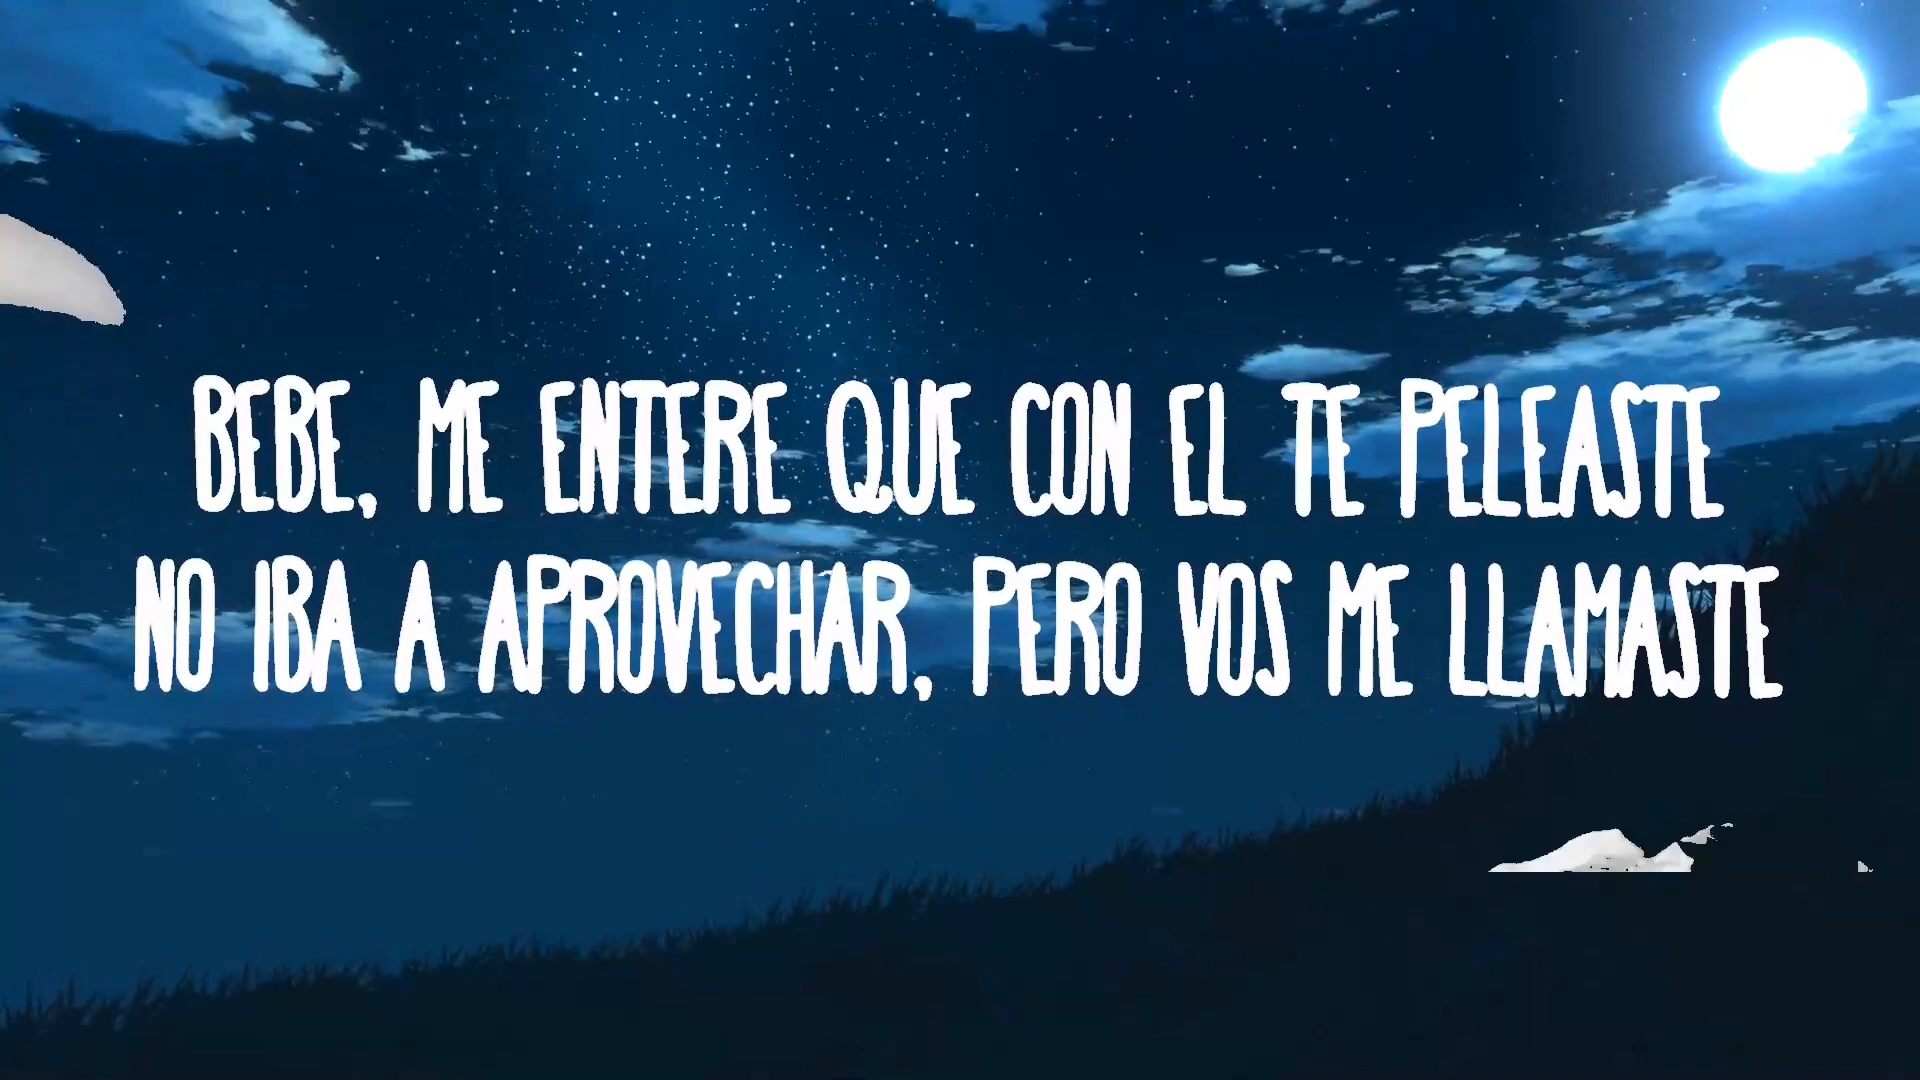 BEBE, ME ENTERE QUE CON EL TE PELEASTE
NO IBA A APROVECHAR, PERO VOS ME LLAMASTE